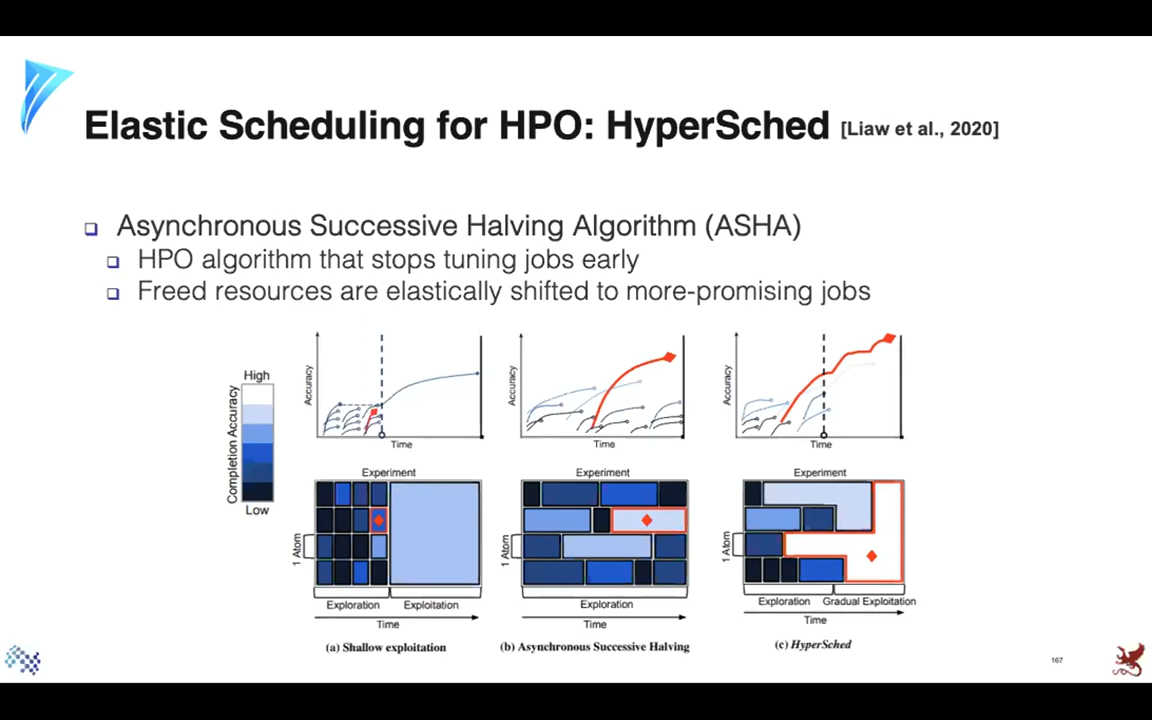 Elastic Scheduling for HPO: HyperSched [Liaw et al., 2020]
Asynchronous Successive Halving Algorithm (ASHA)
HPO algorithm that stops tuning jobs early
Freed resources are elastically shifted to more-promising jobs
High
Completion Accuracy
Low
Accuracy
Time
Accuracy
Time
Accuracy
Time
Experiment
1 Atom
Exploration Exploitation
Time
(a) Shallow exploitation
Experiment
1 Atom
Exploration
Time
(b) Asynchronous Successive Halving
Experiment
1 Atom
Exploration Gradual Exploitation
Time
(c) HyperSched
167